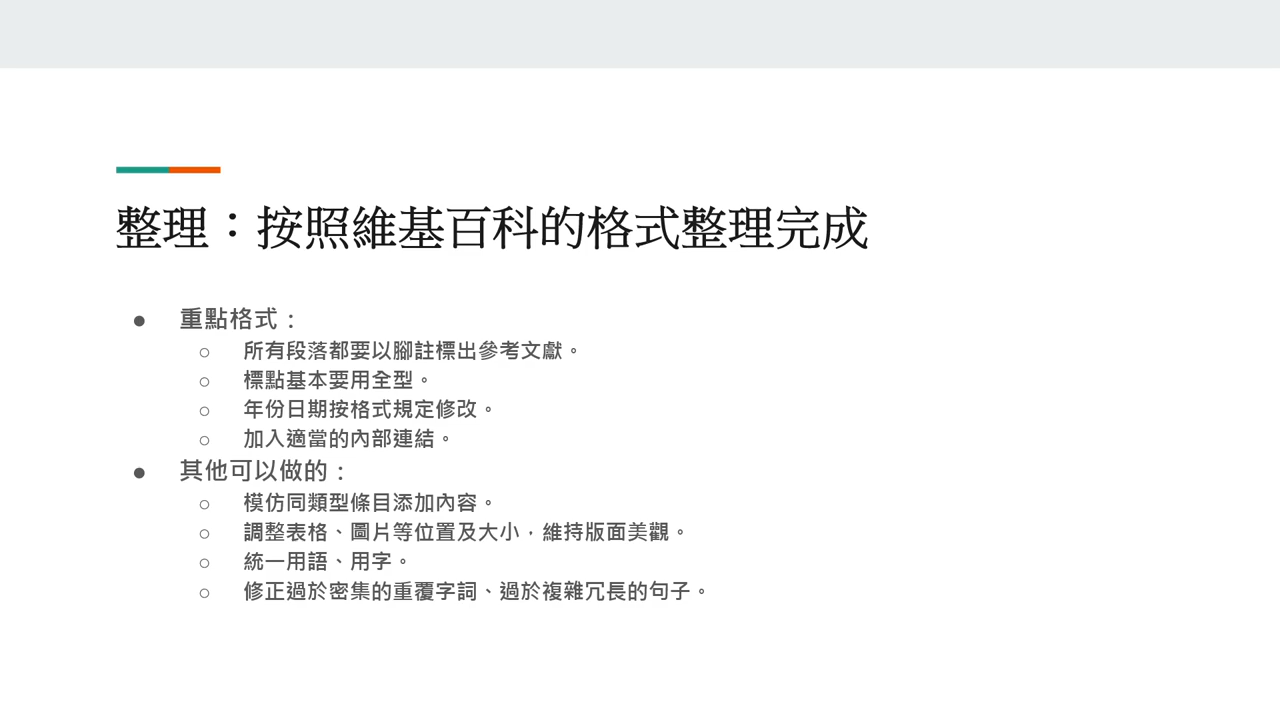 整理：按照維基百科的格式整理完成
● 重點格式：
○ 所有段落都要以腳註標出參考文獻。
○ 標點基本要用全型。
○ 年份日期按格式規定修改。
○ 加入適當的內部連結。
● 其他可以做的：
○ 模仿同類型條目添加內容。
○ 調整表格、圖片等位置及大小，維持版面美觀。
○ 統一用語、用字。
○ 修正過於密集的重覆字詞、過於複雜冗長的句子。